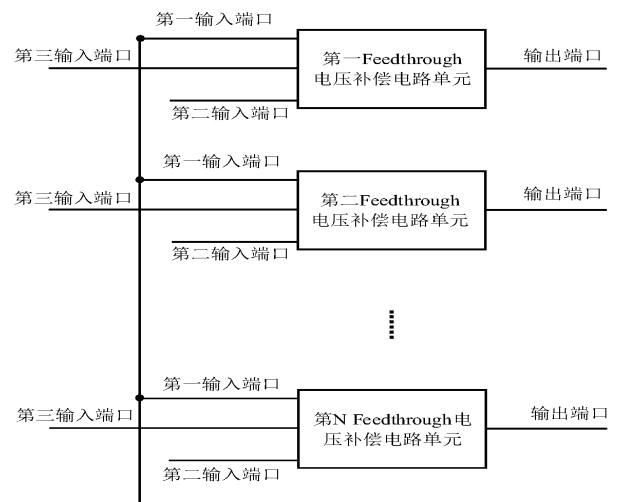 第一输入端口
第三输入端口
第一Feedthrough
电压补偿电路单元
输出端口
第二输入端口
第一输入端口
第三输入端口
第二Feedthrough
电压补偿电路单元
输出端口
第二输入端口
第一输入端口
第三输入端口
第N Feedthrough电
压补偿电路单元
输出端口
第二输入端口